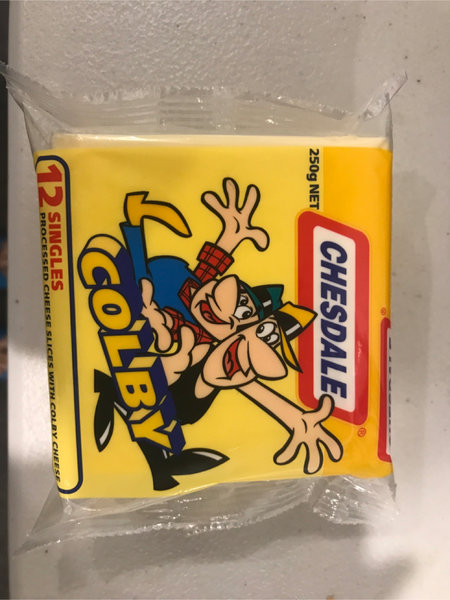 250g NET
CHESDALE
®
COLBY
12 SINGLES
PROCESSED CHEESE SLICES WITH COLBY CHEESE